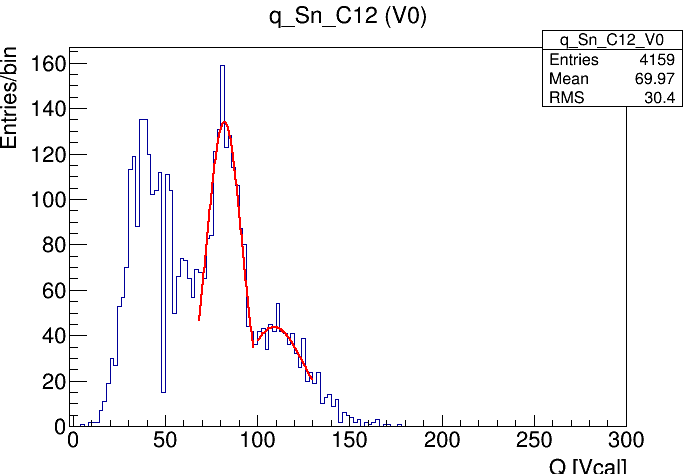 q_Sn_C12 (V0)
q_Sn_C12_V0
Entries 4159
Mean 69.97
RMS 30.4
Entries/bin
160
140
120
100
80
60
40
20
0
0 50 100 150 200 250 300
Q [Vcal]